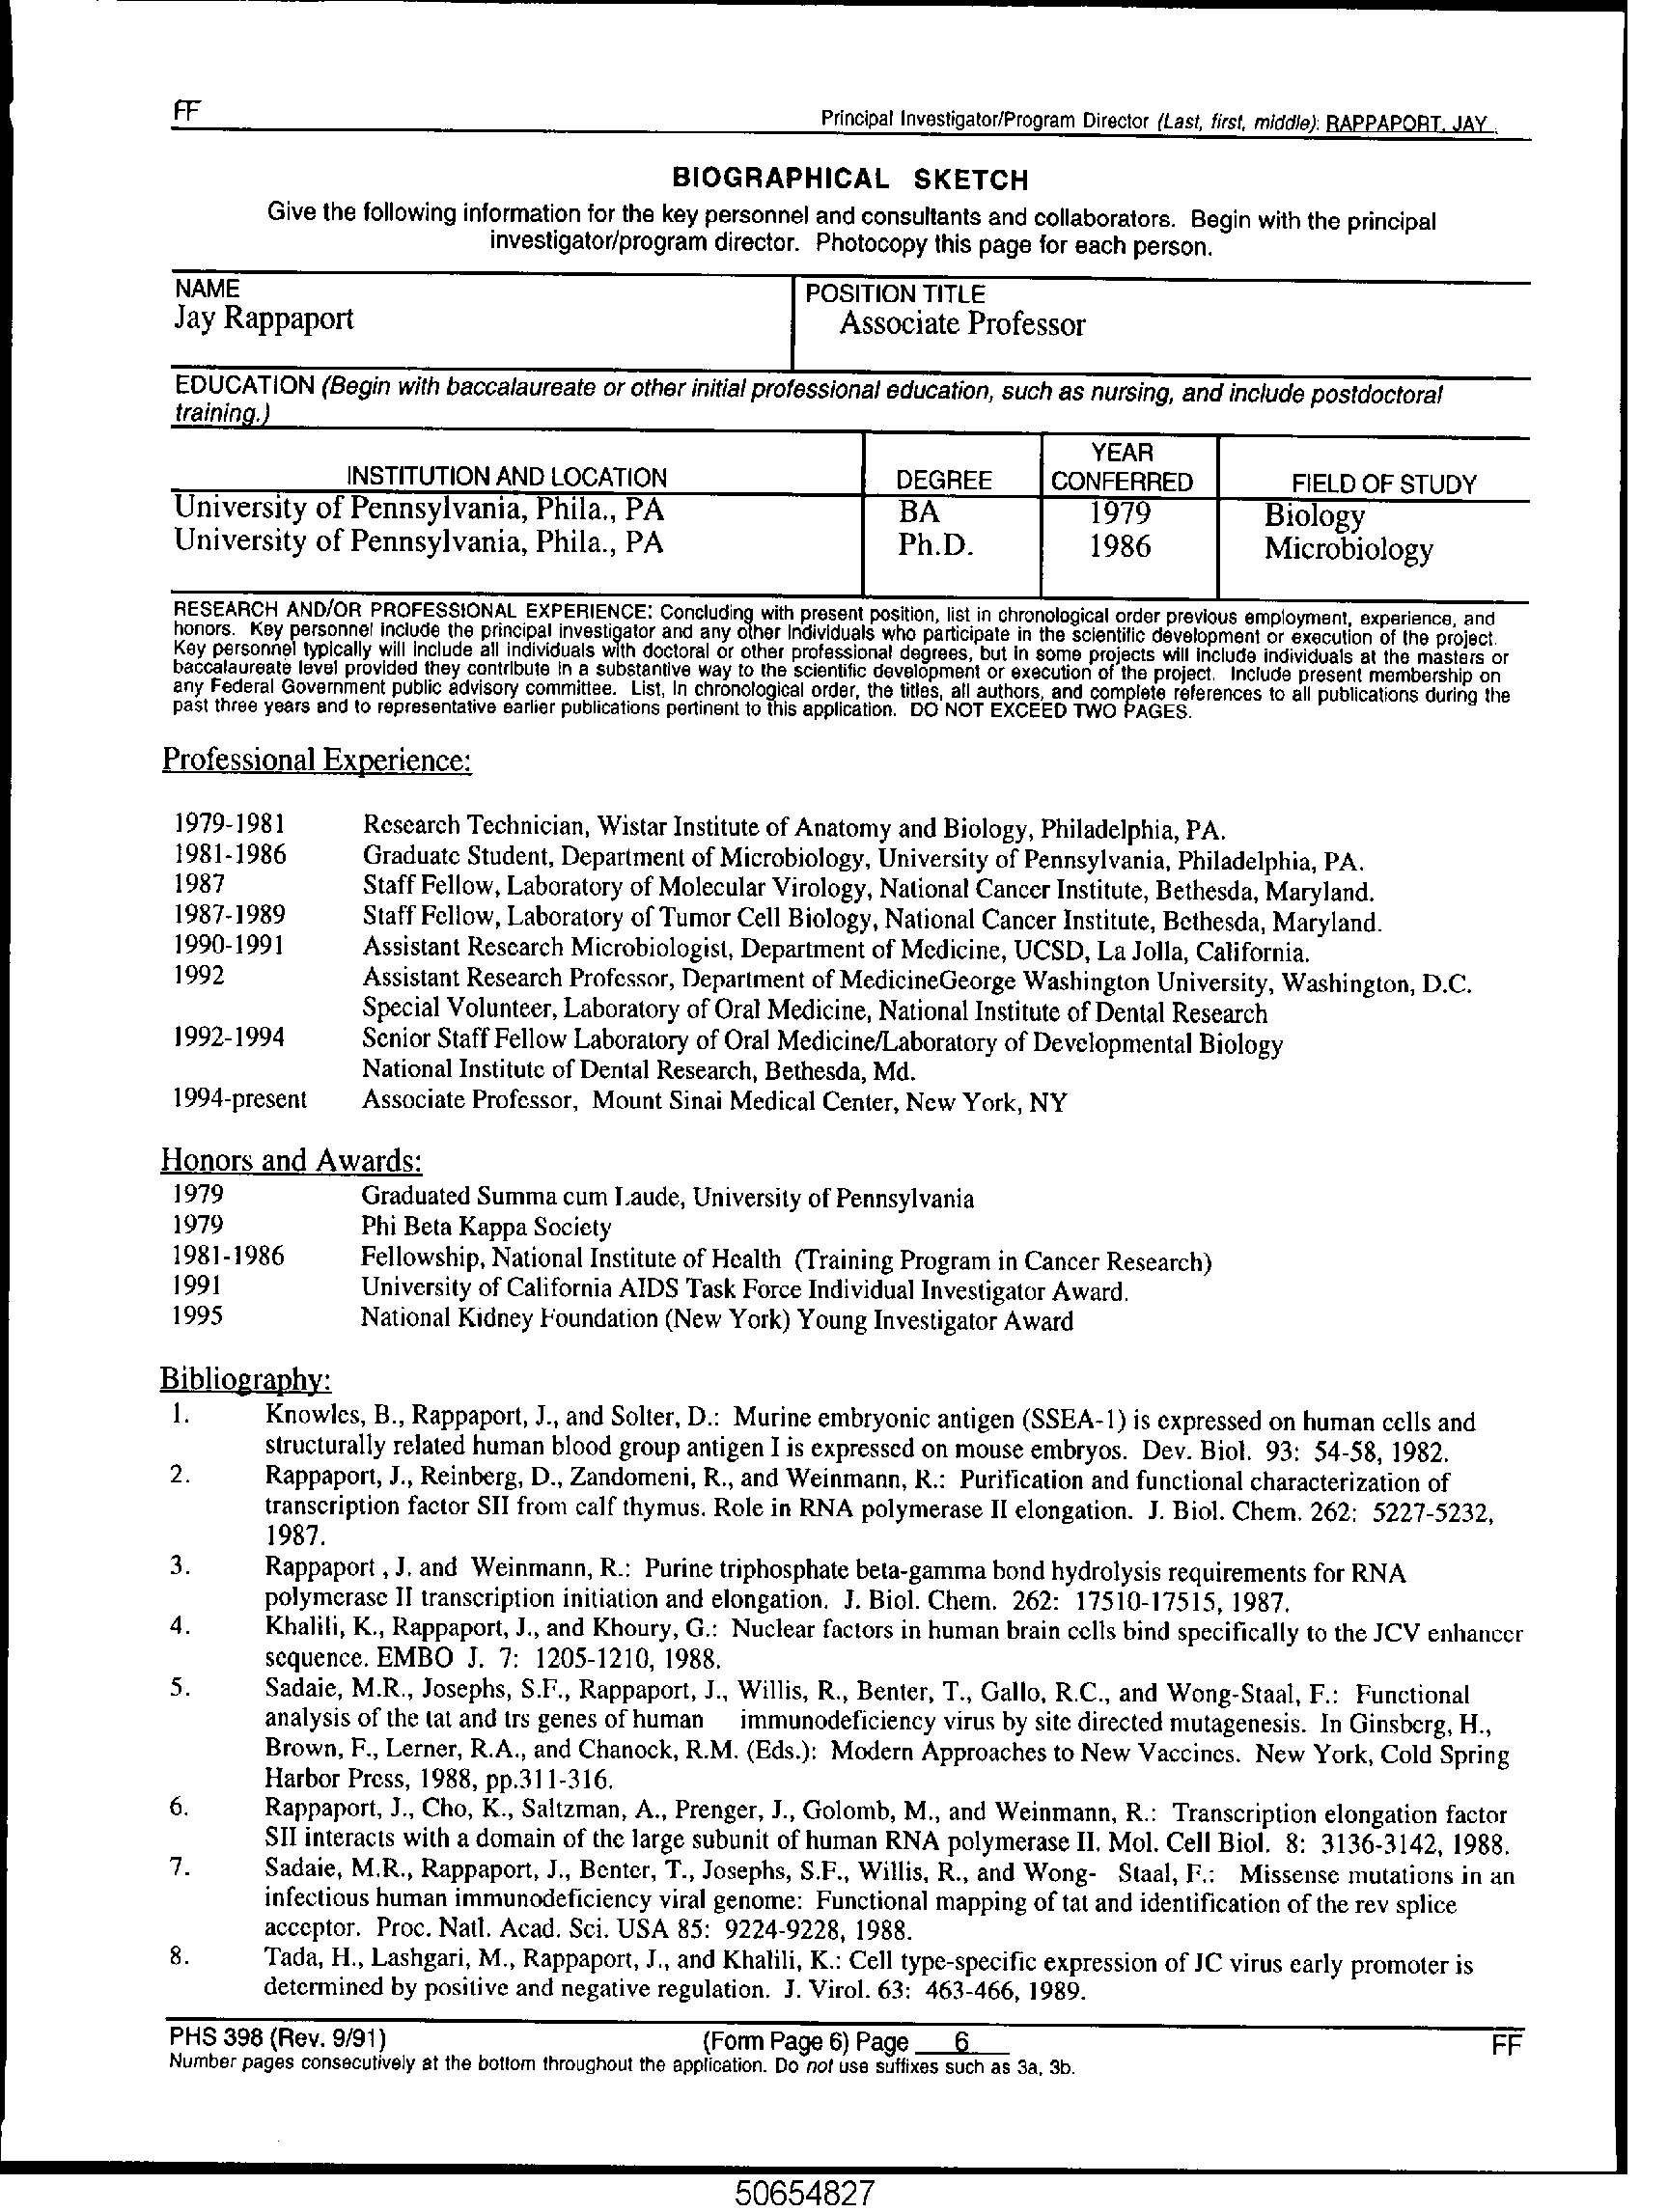 FF
Principal Investigator/Program Director (Last, first, middle): RAPPAPORT, JAY
BIOGRAPHICAL SKETCH
Give the following information for the key personnel and consultants and collaborators. Begin with the principal
investigator/program director. Photocopy this page for each person.
NAME
Jay Rappaport
POSITION TITLE
Associate Professor
EDUCATION (Begin with baccalaureate or other initial professional education, such as nursing, and include postdoctoral
training.)
INSTITUTION AND LOCATION DEGREE YEAR CONFERRED FIELD OF STUDY
University of Pennsylvania, Phila., PA BA 1979 Biology
University of Pennsylvania, Phila., PA Ph.D. 1986 Microbiology
RESEARCH AND/OR PROFESSIONAL EXPERIENCE: Concluding with present position, list in chronological order previous employment, experience, and
honors. Key personnel include the principal investigator and any other individuals who participate in the scientific development or execution of the project.
Key personnel typically will include all individuals with doctoral or other professional degrees, but in some projects will include individuals at the masters or
baccalaureate level provided they contribute in a substantive way to the scientific development or execution of the project. Include present membership on
any Federal Government public advisory committee. List, in chronological order, the titles, all authors, and complete references to all publications during the
past three years and to representative earlier publications pertinent to this application. DO NOT EXCEED TWO PAGES.
Professional Experience:
1979-1981 Research Technician, Wistar Institute of Anatomy and Biology, Philadelphia, PA.
1981-1986 Graduate Student, Department of Microbiology, University of Pennsylvania, Philadelphia, PA.
1987 Staff Fellow, Laboratory of Molecular Virology, National Cancer Institute, Bethesda, Maryland.
1987-1989 Staff Fellow, Laboratory of Tumor Cell Biology, National Cancer Institute, Bethesda, Maryland.
1990-1991 Assistant Research Microbiologist, Department of Medicine, UCSD, La Jolla, California.
1992 Assistant Research Professor, Department of MedicineGeorge Washington University, Washington, D.C.
Special Volunteer, Laboratory of Oral Medicine, National Institute of Dental Research
1992-1994 Senior Staff Fellow Laboratory of Oral Medicine/Laboratory of Developmental Biology
National Institute of Dental Research, Bethesda, Md.
1994-present Associate Professor, Mount Sinai Medical Center, New York, NY
Honors and Awards:
1979 Graduated Summa cum Laude, University of Pennsylvania
1979 Phi Beta Kappa Society
1981-1986 Fellowship, National Institute of Health (Training Program in Cancer Research)
1991 University of California AIDS Task Force Individual Investigator Award.
1995 National Kidney Foundation (New York) Young Investigator Award
Bibliography:
1. Knowles, B., Rappaport, J., and Solter, D.: Murine embryonic antigen (SSEA-1) is expressed on human cells and
structurally related human blood group antigen I is expressed on mouse embryos. Dev. Biol. 93: 54-58, 1982.
2. Rappaport, J., Reinberg, D., Zandomeni, R., and Weinmann, R.: Purification and functional characterization of
transcription factor SII from calf thymus. Role in RNA polymerase II elongation. J. Biol. Chem. 262: 5227-5232,
1987.
3. Rappaport , J. and Weinmann, R.: Purine triphosphate beta-gamma bond hydrolysis requirements for RNA
polymerase II transcription initiation and elongation. J. Biol. Chem. 262: 17510-17515, 1987.
4. Khalili, K., Rappaport, J., and Khoury, G.: Nuclear factors in human brain cells bind specifically to the JCV enhancer
sequence. EMBO J. 7: 1205-1210, 1988.
5. Sadaie, M.R., Josephs, S.F., Rappaport, J., Willis, R., Benter, T., Gallo, R.C., and Wong-Staal, F.: Functional
analysis of the tat and trs genes of human immunodeficiency virus by site directed mutagenesis. In Ginsberg, H.,
Brown, F., Lerner, R.A., and Chanock, R.M. (Eds.): Modern Approaches to New Vaccines. New York, Cold Spring
Harbor Press, 1988, pp.311-316.
6. Rappaport, J., Cho, K., Saltzman, A., Prenger, J., Golomb, M., and Weinmann, R.: Transcription elongation factor
SII interacts with a domain of the large subunit of human RNA polymerase II. Mol. Cell Biol. 8: 3136-3142, 1988.
7. Sadaie, M.R., Rappaport, J., Benter, T., Josephs, S.F., Willis, R., and Wong- Staal, F.: Missense mutations in an
infectious human immunodeficiency viral genome: Functional mapping of tat and identification of the rev splice
acceptor. Proc. Natl. Acad. Sci. USA 85: 9224-9228, 1988.
8. Tada, H., Lashgari, M., Rappaport, J., and Khalili, K.: Cell type-specific expression of JC virus early promoter is
determined by positive and negative regulation. J. Virol. 63: 463-466, 1989.
PHS 398 (Rev. 9/91) (Form Page 6) Page 6 FF
Number pages consecutively at the bottom throughout the application. Do not use suffixes such as 3a, 3b.
50654827